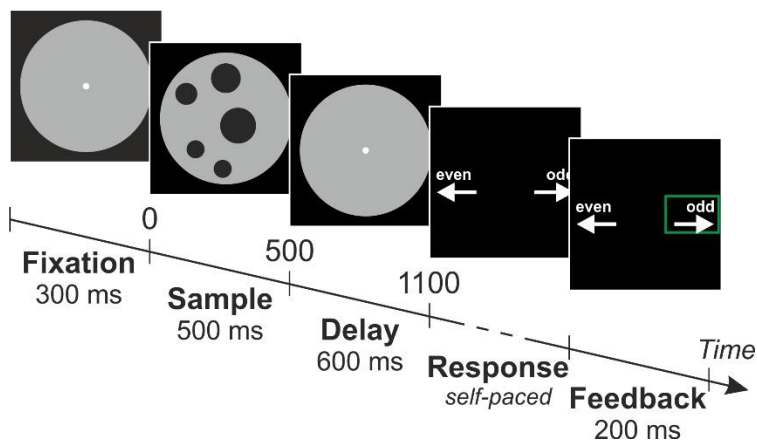 even
odd
even
odd
0
500
1100
Fixation
300 ms
Sample
500 ms
Delay
600 ms
Response
self-paced
Feedback
200 ms
Time